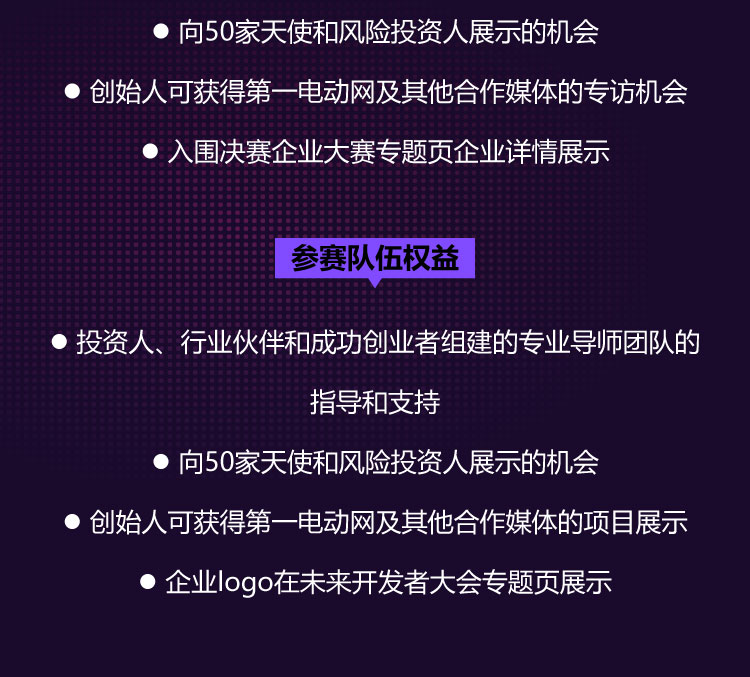 ● 向50家天使和风险投资人展示的机会
● 创始人可获得第一电动网及其他合作媒体的专访机会
● 入围决赛企业大赛专题页企业详情展示
参赛队伍权益
● 投资人、行业伙伴和成功创业者组建的专业导师团队的
指导和支持
● 向50家天使和风险投资人展示的机会
● 创始人可获得第一电动网及其他合作媒体的项目展示
● 企业logo在未来开发者大会专题页展示